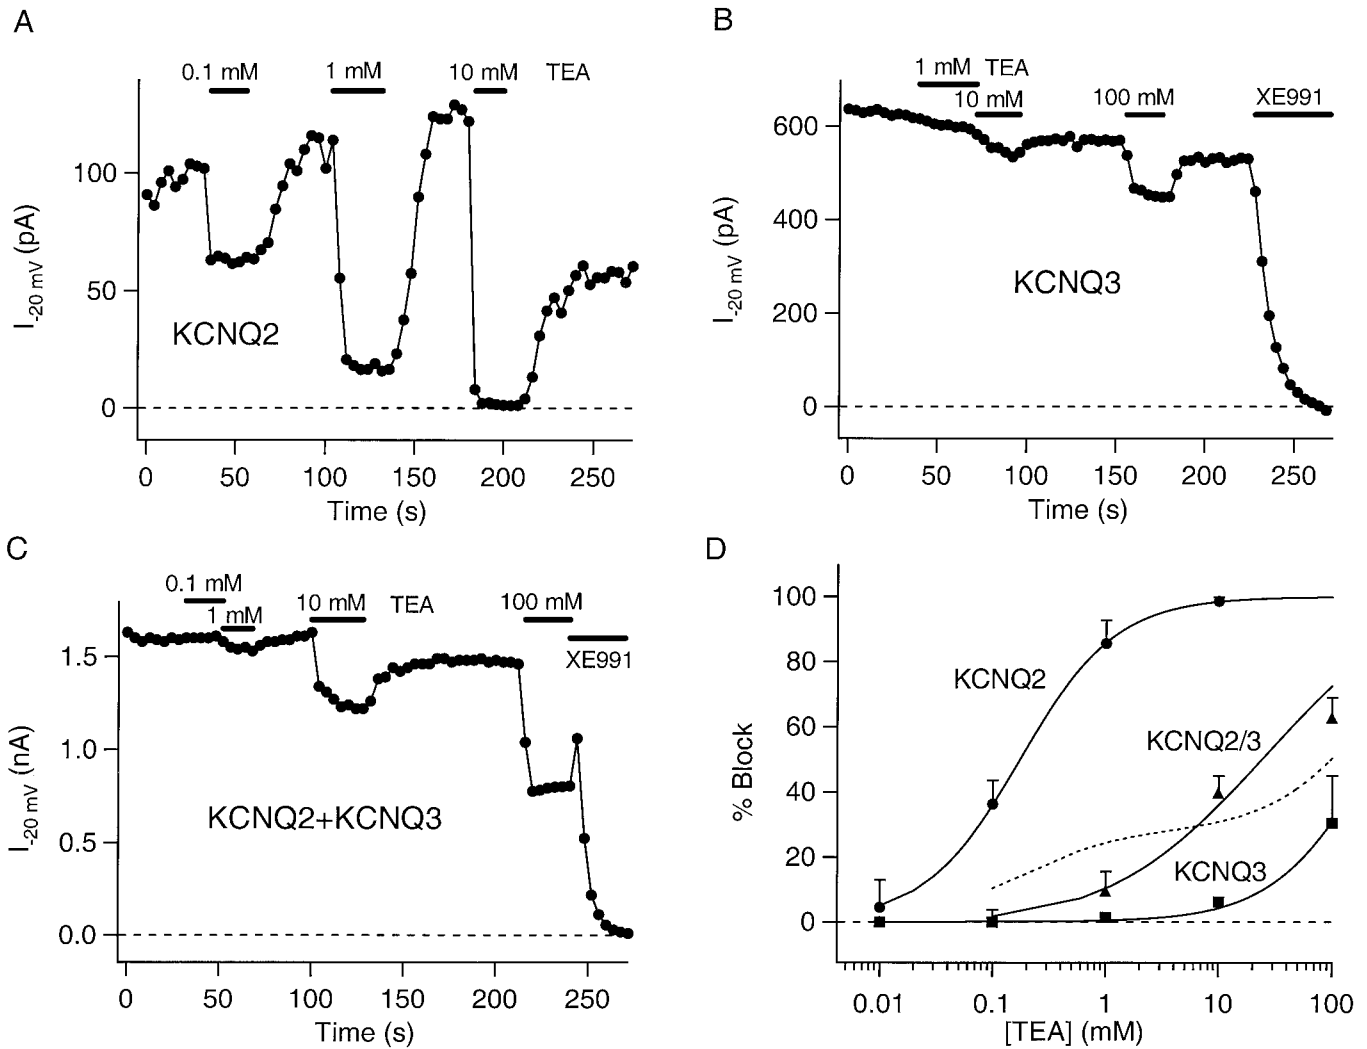 A
0.1 mM 1 mM 10 mM TEA
100
50
0
I-20 mV (pA)
KCNQ2
0 50 100 150 200 250
Time (s)
B
1 mM TEA
10 mM 100 mM XE991
600
400
200
0
I-20 mV (pA)
KCNQ3
0 50 100 150 200 250
Time (s)
C
0.1 mM
1 mM 10 mM TEA 100 mM
XE991
1.5
1.0
0.5
0.0
I-20 mV (nA)
KCNQ2+KCNQ3
0 50 100 150 200 250
Time (s)
D
100
80
60
40
20
0
% Block
KCNQ2
KCNQ2/3
KCNQ3
0.01 0.1 1 10 100
[TEA] (mM)